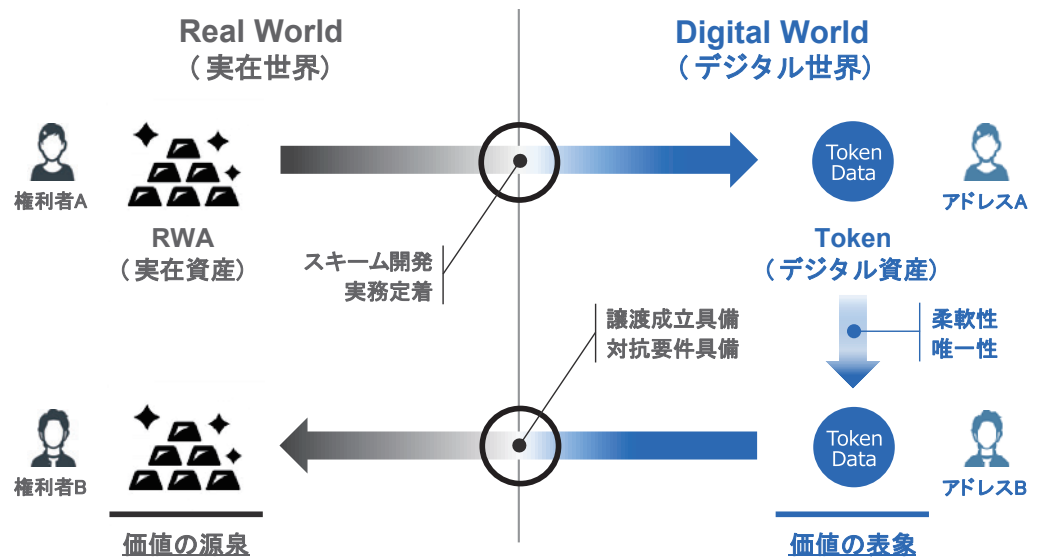 Real World
（実在世界）
Digital World
（デジタル世界）
権利者A
RWA
（実在資産）
スキーム開発
実務定着
Token
Data
アドレスA
Token
（デジタル資産）
譲渡成立具備
対抗要件具備
柔軟性
唯一性
権利者B
Token
Data
アドレスB
価値の源泉
価値の表象